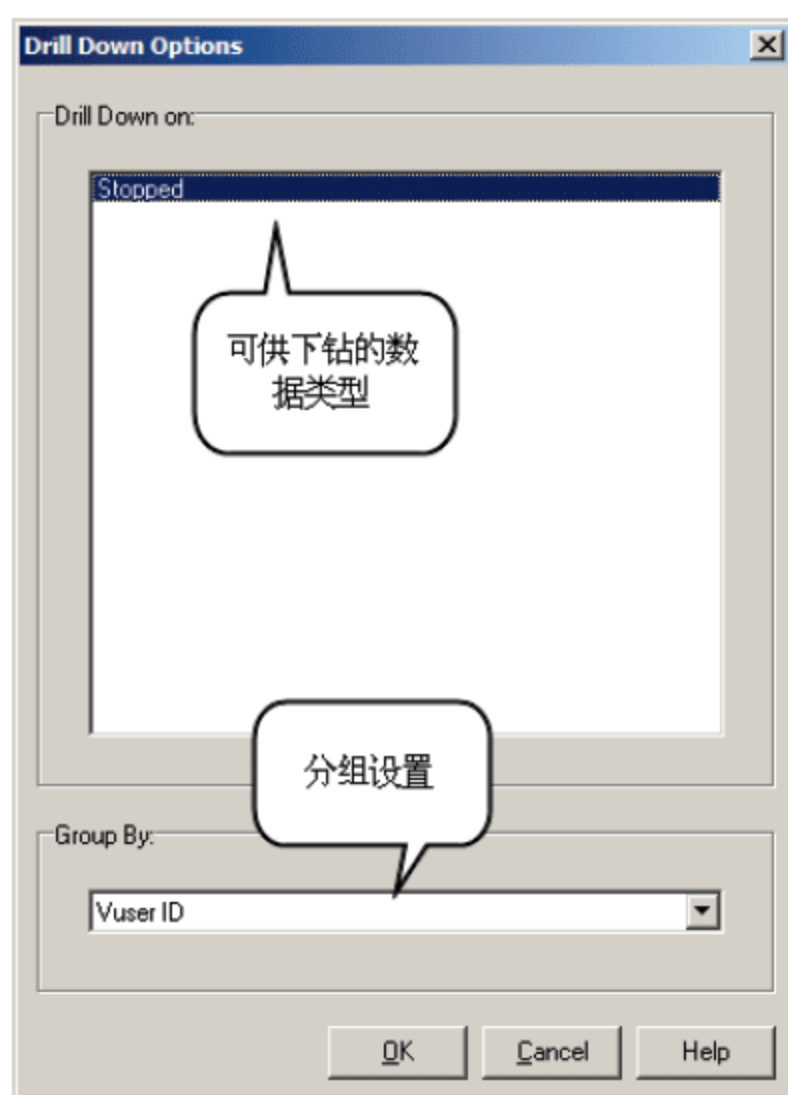 Drill Down Options
Drill Down on:
Stopped
可供下钻的数
据类型
分组设置
Group By:
Vuser ID
OK Cancel Help